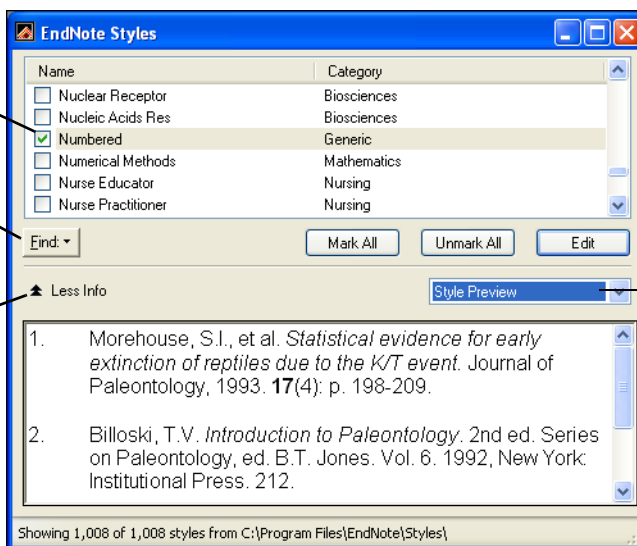 EndNote Styles
Name Category
Nuclear Receptor Biosciences
Nucleic Acids Res Biosciences
Numbered Generic
Numerical Methods Mathematics
Nurse Educator Nursing
Nurse Practitioner Nursing
Find: Mark All Unmark All Edit
Less Info Style Preview
1. Morehouse, S.I., et al. Statistical evidence for early
extinction of reptiles due to the K/T event. Journal of
Paleontology, 1993. 17(4): p. 198-209.
2. Billoski, T.V. Introduction to Paleontology. 2nd ed. Series
on Paleontology, ed. B.T. Jones. Vol. 6. 1992, New York:
Institutional Press. 212.
Showing 1,008 of 1,008 styles from C:\Program Files\EndNote\Styles\